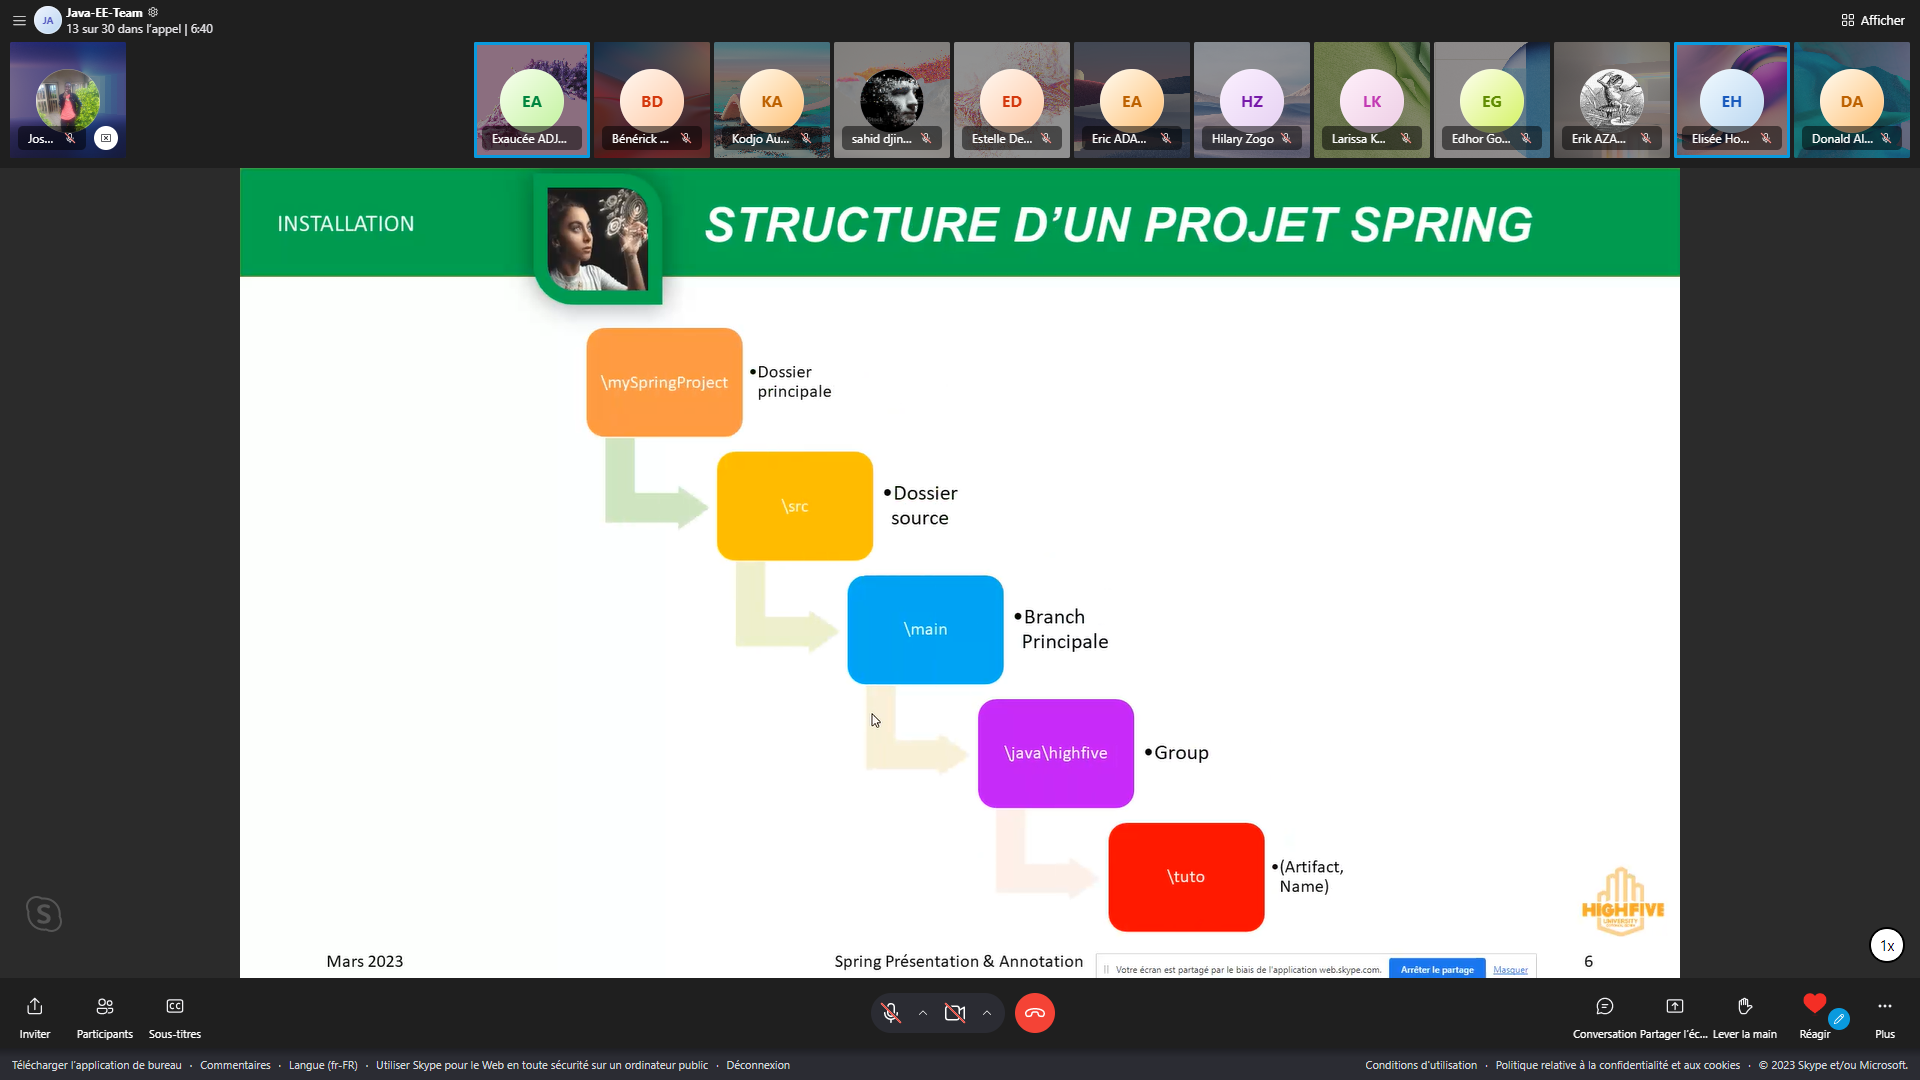 Java-EE-Team
13 sur 30 dans l'appel | 6:40
Afficher
JA
EA
BD
KA
ED
EA
HZ
LK
EG
EH
DA
Jos...
Exaucée ADJ...
Bénérick ...
Kodjo Au...
sahid djin...
Estelle De...
Eric ADA...
Hilary Zogo
Larissa K...
Edhor Go...
Erik AZA...
Elisée Ho...
Donald Al...
INSTALLATION
STRUCTURE D'UN PROJET SPRING
\mySpringProject
•Dossier
principale
\src
•Dossier
source
\main
•Branch
Principale
\java\highfive
•Group
\tuto
•(Artifact,
Name)
HIGHFIVE
UNIVERSITY
Mars 2023
Spring Présentation & Annotation
Votre écran est partagé par le biais de l'application web.skype.com.
Arrêter le partage
Masquer
6
1x
Inviter
Participants
Sous-titres
Conversation
Partager l'éc...
Lever la main
Réagir
Plus
Télécharger l'application de bureau · Commentaires · Langue (fr-FR) · Utiliser Skype pour le Web en toute sécurité sur un ordinateur public · Déconnexion
Conditions d'utilisation · Politique relative à la confidentialité et aux cookies · © 2023 Skype et/ou Microsoft.